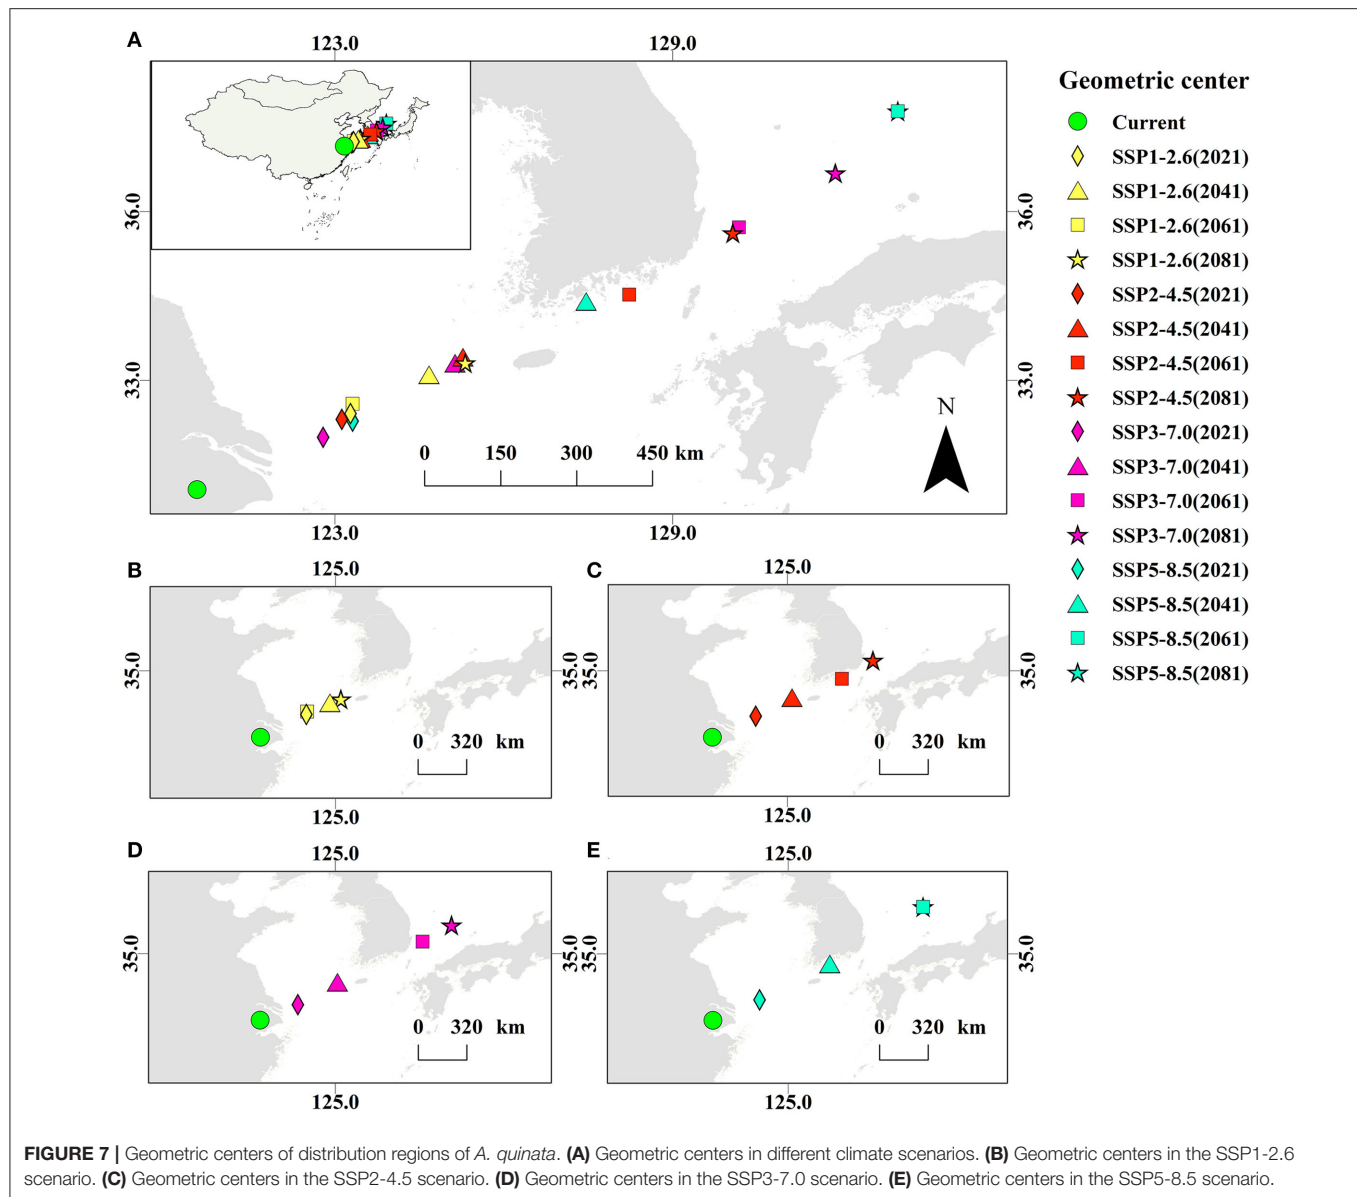 A
123.0
129.0
36.0
36.0
33.0
33.0
N
0 150 300 450 km
123.0
129.0
Geometric center
Current
SSP1-2.6(2021)
SSP1-2.6(2041)
SSP1-2.6(2061)
SSP1-2.6(2081)
SSP2-4.5(2021)
SSP2-4.5(2041)
SSP2-4.5(2061)
SSP2-4.5(2081)
SSP3-7.0(2021)
SSP3-7.0(2041)
SSP3-7.0(2061)
SSP3-7.0(2081)
SSP5-8.5(2021)
SSP5-8.5(2041)
SSP5-8.5(2061)
SSP5-8.5(2081)
B
125.0
35.0
35.0
0 320 km
125.0
C
125.0
35.0
35.0
0 320 km
125.0
D
125.0
35.0
35.0
0 320 km
125.0
E
125.0
35.0
35.0
0 320 km
125.0
FIGURE 7 | Geometric centers of distribution regions of A. quinata. (A) Geometric centers in different climate scenarios. (B) Geometric centers in the SSP1-2.6
scenario. (C) Geometric centers in the SSP2-4.5 scenario. (D) Geometric centers in the SSP3-7.0 scenario. (E) Geometric centers in the SSP5-8.5 scenario.